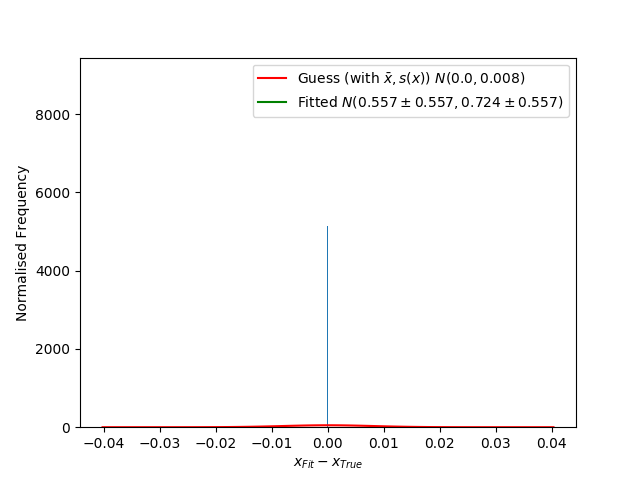 Guess (with x̄, s(x)) N(0.0, 0.008)
Fitted N(0.557 ± 0.557, 0.724 ± 0.557)
Normalised Frequency
8000
6000
4000
2000
0
−0.04 −0.03 −0.02 −0.01 0.00 0.01 0.02 0.03 0.04
x_Fit − x_True